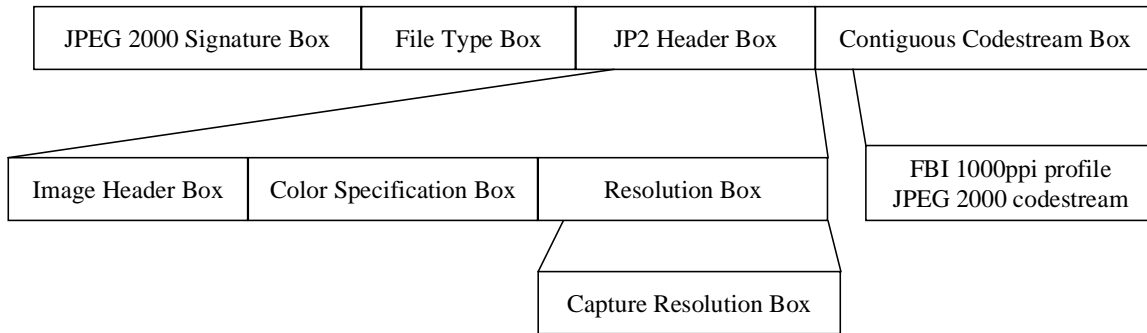 JPEG 2000 Signature Box
File Type Box
JP2 Header Box
Contiguous Codestream Box
Image Header Box
Color Specification Box
Resolution Box
FBI 1000ppi profile
JPEG 2000 codestream
Capture Resolution Box